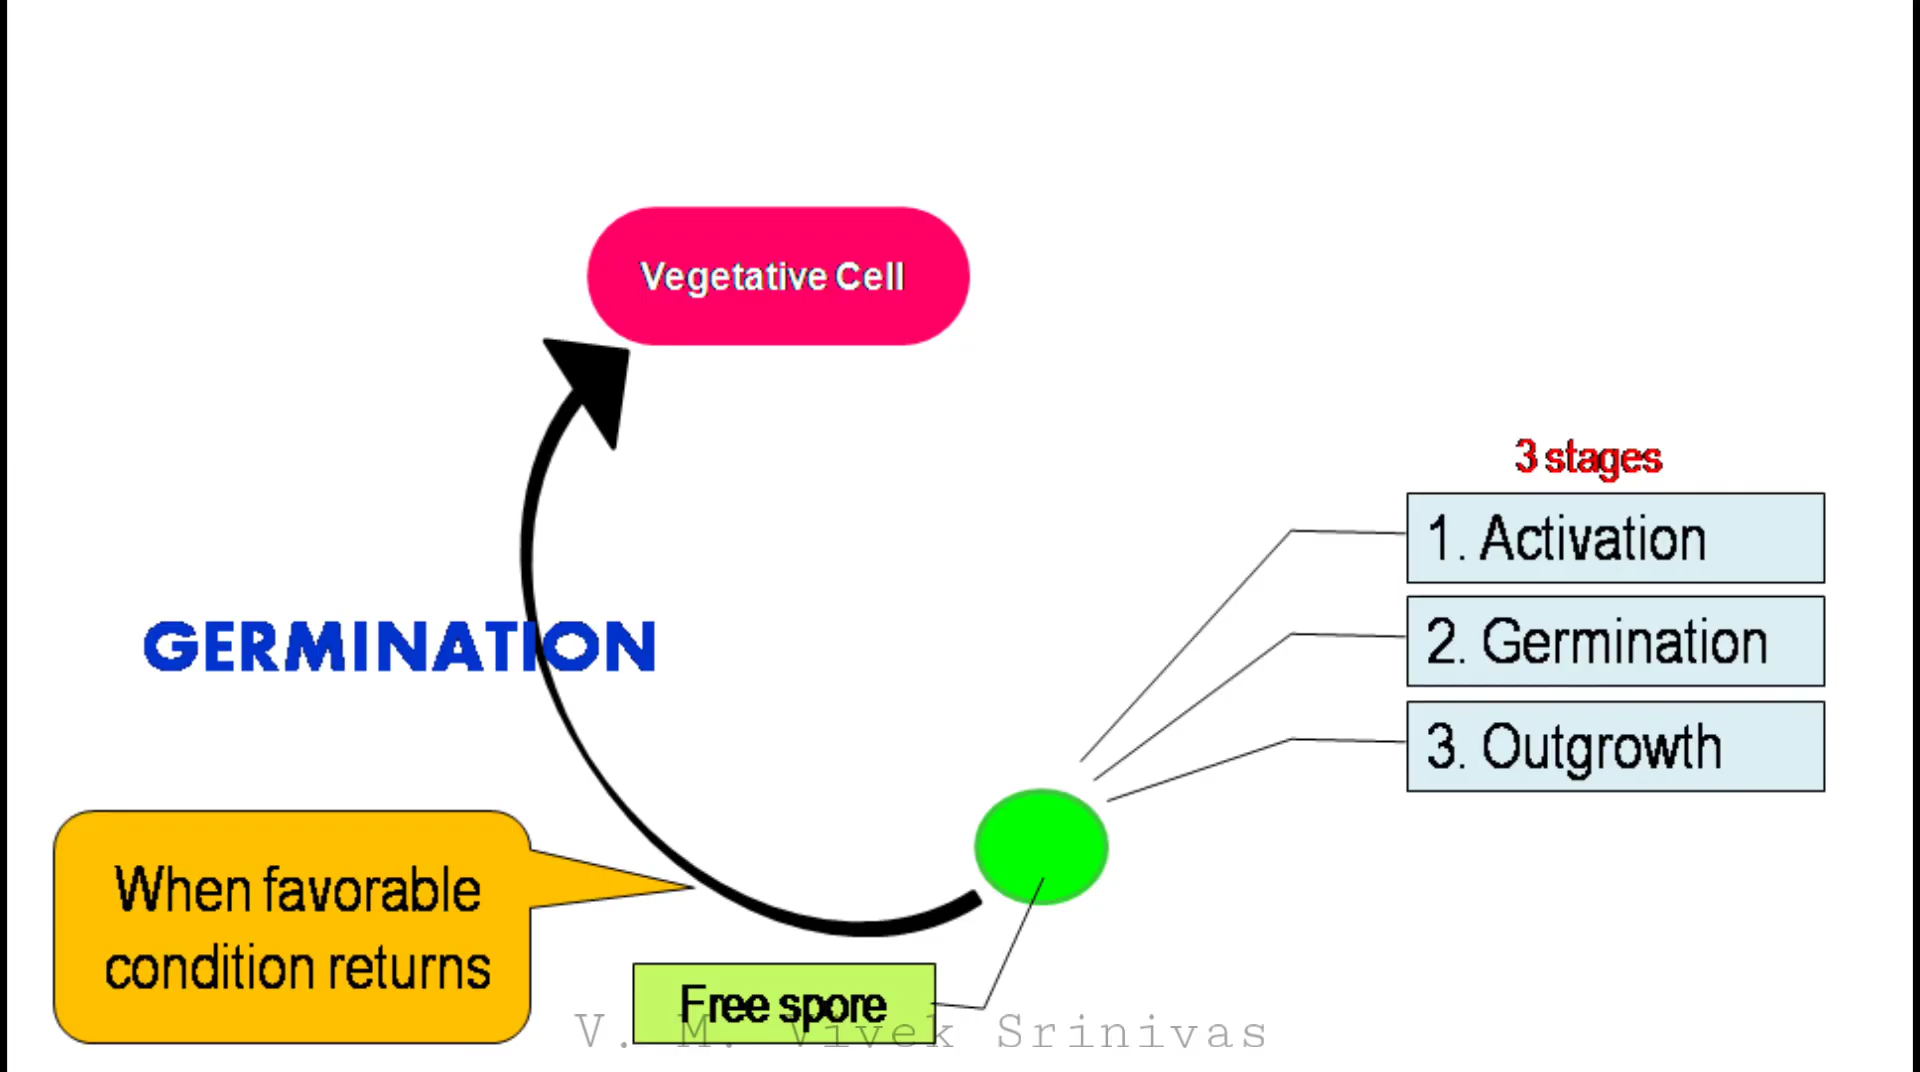 Vegetative Cell
3 stages
1. Activation
2. Germination
3. Outgrowth
GERMINATION
When favorable
condition returns
Free spore
V. M. Vivek Srinivas